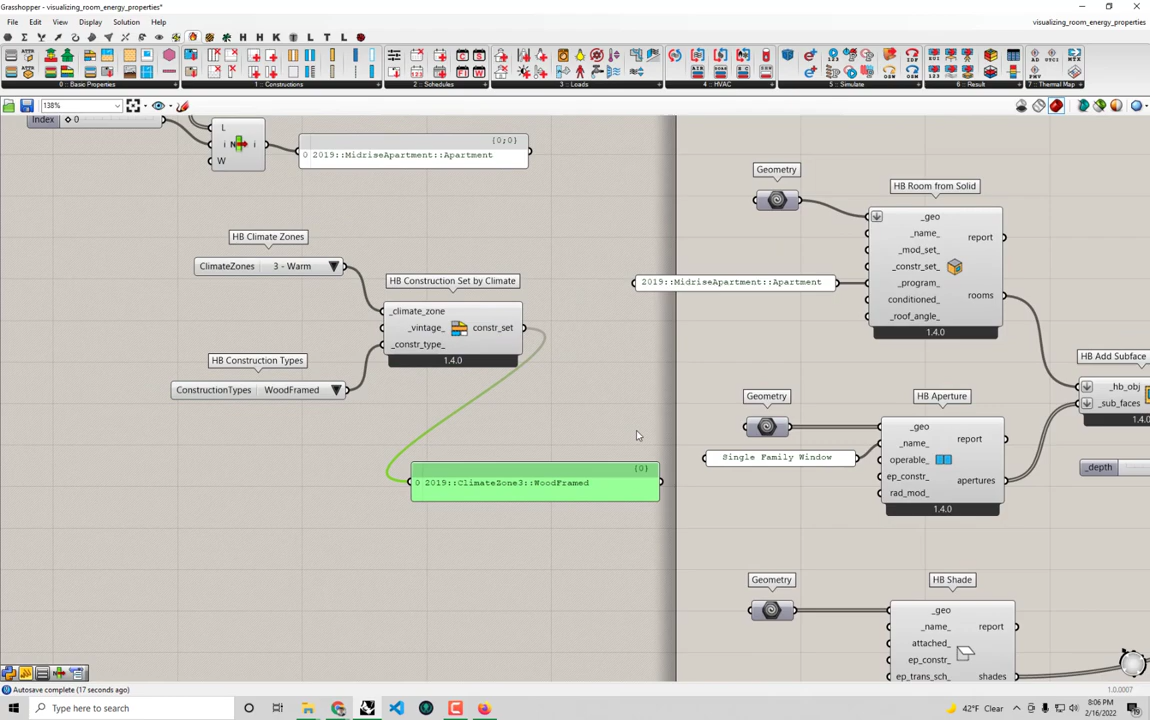 Grasshopper - visualizing_room_energy_properties*
File Edit View Display Solution Help
visualizing_room_energy_properties
0 :: Basic Properties
1 :: Constructions
2 :: Schedules
3 :: Loads
4 :: HVAC
5 :: Simulate
6 :: Result
7 :: Thermal Map
138%
Index ◇ 0
L
i N i
W
{0;0}
0 2019::MidriseApartment::Apartment
HB Climate Zones
ClimateZones 3 - Warm
HB Construction Set by Climate
_climate_zone
_vintage_ constr_set
_constr_type_
1.4.0
HB Construction Types
ConstructionTypes WoodFramed
{0}
0 2019::ClimateZone3::WoodFramed
Geometry
HB Room from Solid
_geo
_name_ report
_mod_set_
_constr_set_
2019::MidriseApartment::Apartment
_program_
conditioned_ rooms
_roof_angle_
1.4.0
HB Add Subface
_hb_obj
_sub_faces
1.4.0
Geometry
HB Aperture
_geo
_name_ report
Single Family Window
operable_
ep_constr_ apertures
rad_mod_
1.4.0
_depth
Geometry
HB Shade
_geo
_name_ report
attached_
ep_constr_
ep_trans_sch_ shades
Autosave complete (17 seconds ago)
1.0.0007
Type here to search
42°F Clear
8:06 PM
2/16/2022